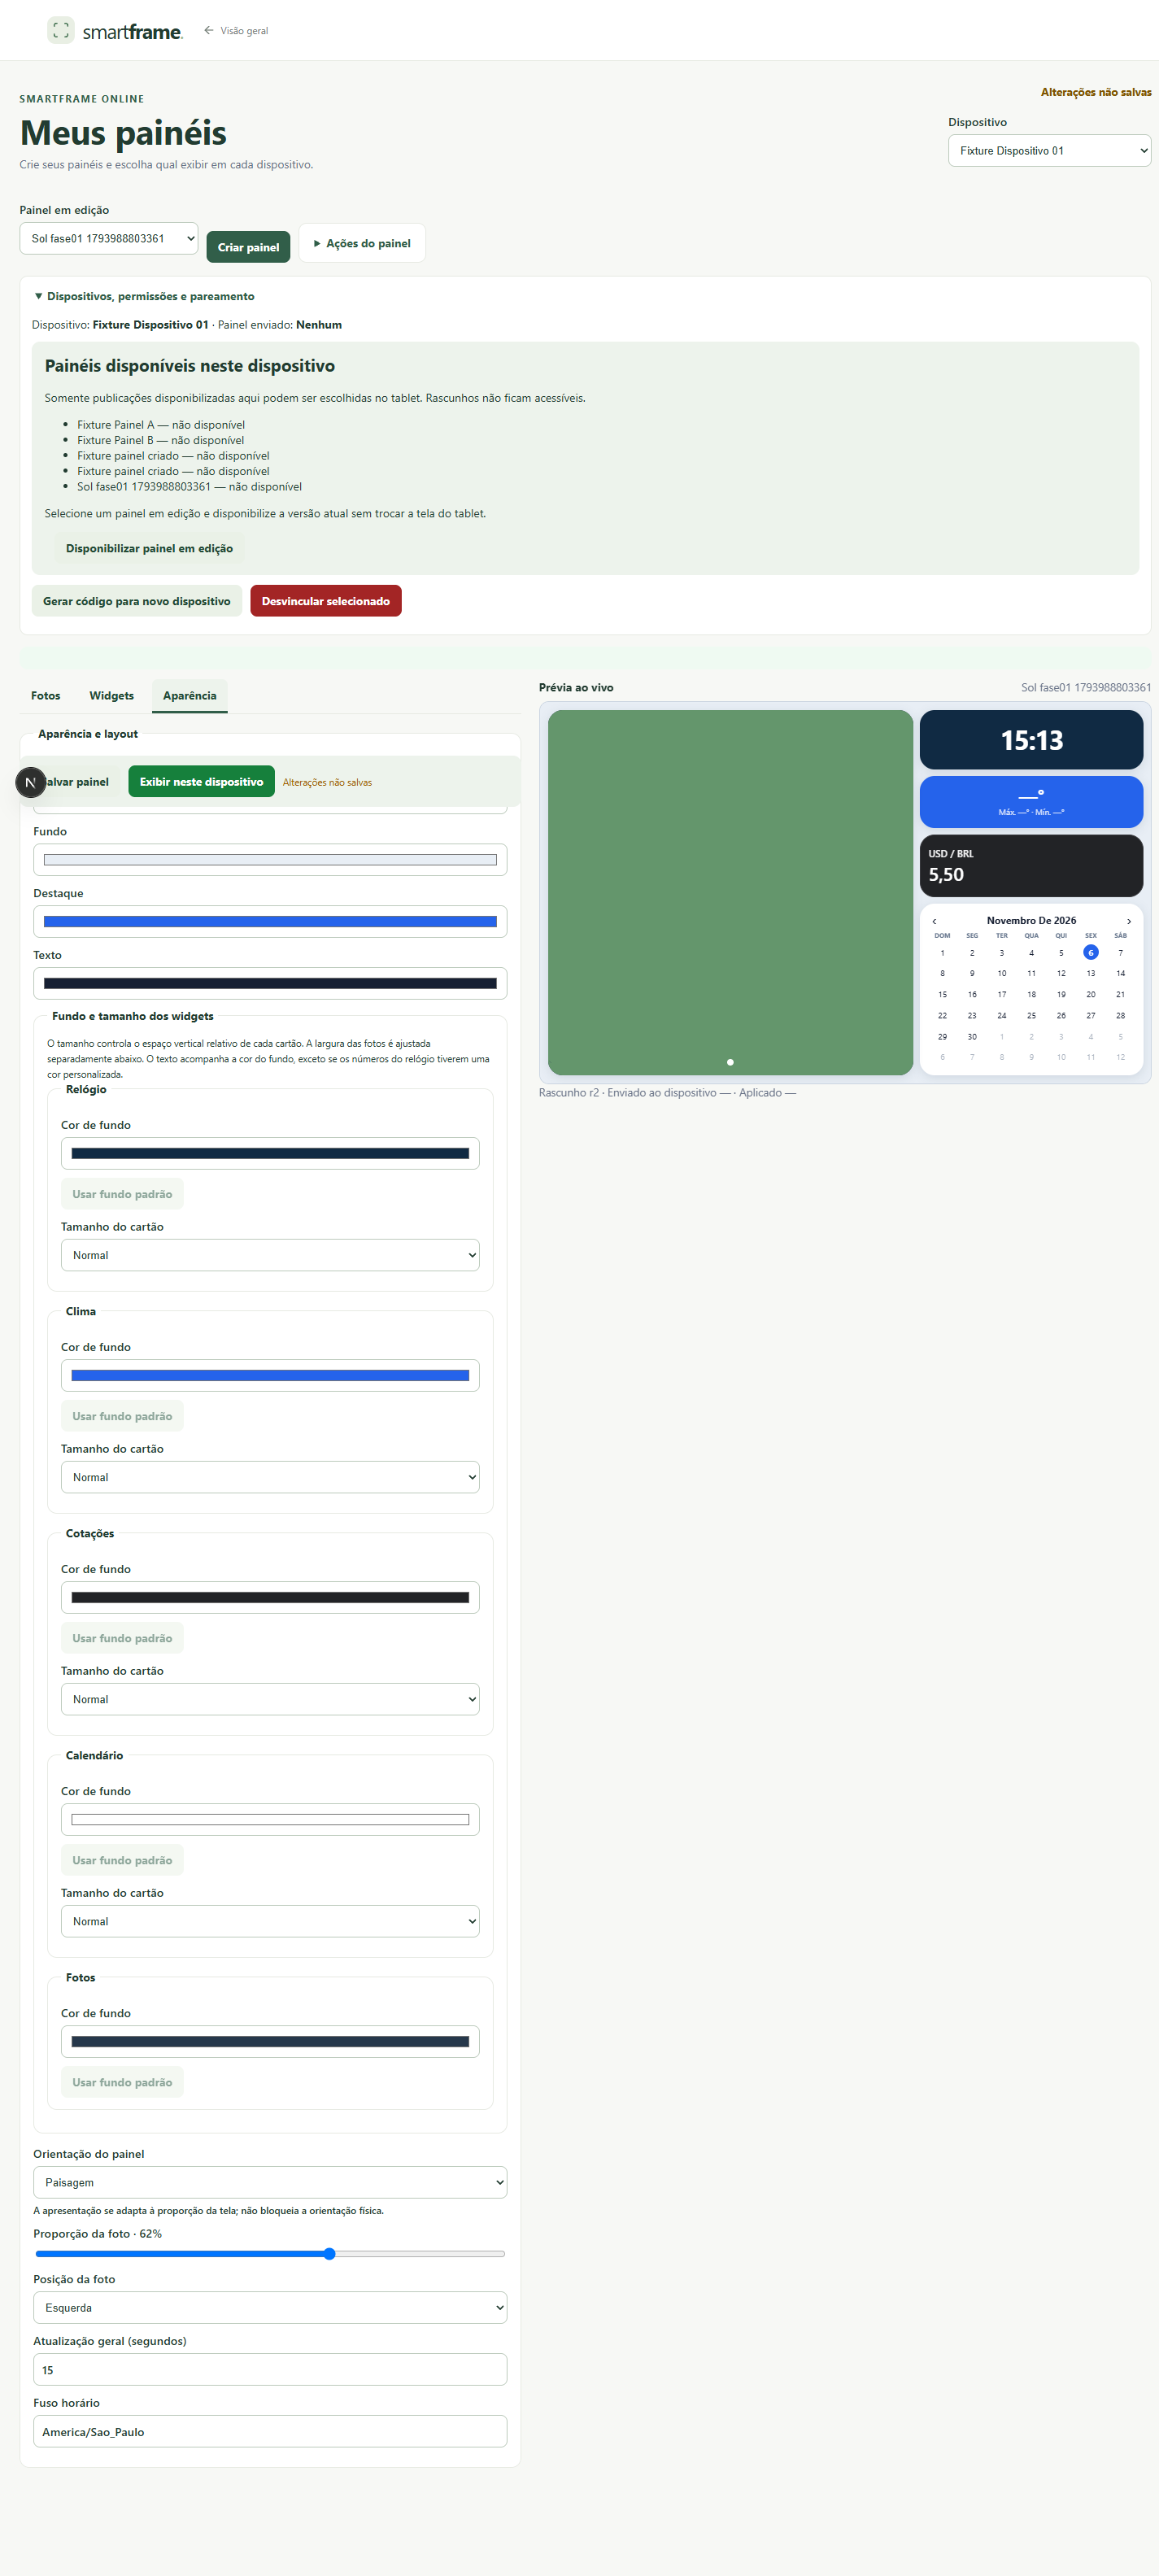 smartframe.
← Visão geral
SMARTFRAME ONLINE
Meus painéis
Crie seus painéis e escolha qual exibir em cada dispositivo.
Alterações não salvas
Dispositivo
Fixture Dispositivo 01
Painel em edição
Sol fase01 1793988803361
Criar painel
▶ Ações do painel
▼ Dispositivos, permissões e pareamento
Dispositivo: Fixture Dispositivo 01 · Painel enviado: Nenhum
Painéis disponíveis neste dispositivo
Somente publicações disponibilizadas aqui podem ser escolhidas no tablet. Rascunhos não ficam acessíveis.
• Fixture Painel A — não disponível
• Fixture Painel B — não disponível
• Fixture painel criado — não disponível
• Fixture painel criado — não disponível
• Sol fase01 1793988803361 — não disponível
Selecione um painel em edição e disponibilize a versão atual sem trocar a tela do tablet.
Disponibilizar painel em edição
Gerar código para novo dispositivo
Desvincular selecionado
Fotos
Widgets
Aparência
Aparência e layout
N
alvar painel
Exibir neste dispositivo
Alterações não salvas
Fundo
Destaque
Texto
Fundo e tamanho dos widgets
O tamanho controla o espaço vertical relativo de cada cartão. A largura das fotos é ajustada
separadamente abaixo. O texto acompanha a cor do fundo, exceto se os números do relógio tiverem uma
cor personalizada.
Relógio
Cor de fundo
Usar fundo padrão
Tamanho do cartão
Normal
Clima
Cor de fundo
Usar fundo padrão
Tamanho do cartão
Normal
Cotações
Cor de fundo
Usar fundo padrão
Tamanho do cartão
Normal
Calendário
Cor de fundo
Usar fundo padrão
Tamanho do cartão
Normal
Fotos
Cor de fundo
Usar fundo padrão
Orientação do painel
Paisagem
A apresentação se adapta à proporção da tela; não bloqueia a orientação física.
Proporção da foto · 62%
Posição da foto
Esquerda
Atualização geral (segundos)
15
Fuso horário
America/Sao_Paulo
Prévia ao vivo
Sol fase01 1793988803361
15:13
—°
Máx. —° · Mín. —°
USD / BRL
5,50
‹ Novembro De 2026 ›
DOM SEG TER QUA QUI SEX SÁB
1 2 3 4 5 6 7
8 9 10 11 12 13 14
15 16 17 18 19 20 21
22 23 24 25 26 27 28
29 30 1 2 3 4 5
6 7 8 9 10 11 12
Rascunho r2 · Enviado ao dispositivo — · Aplicado —